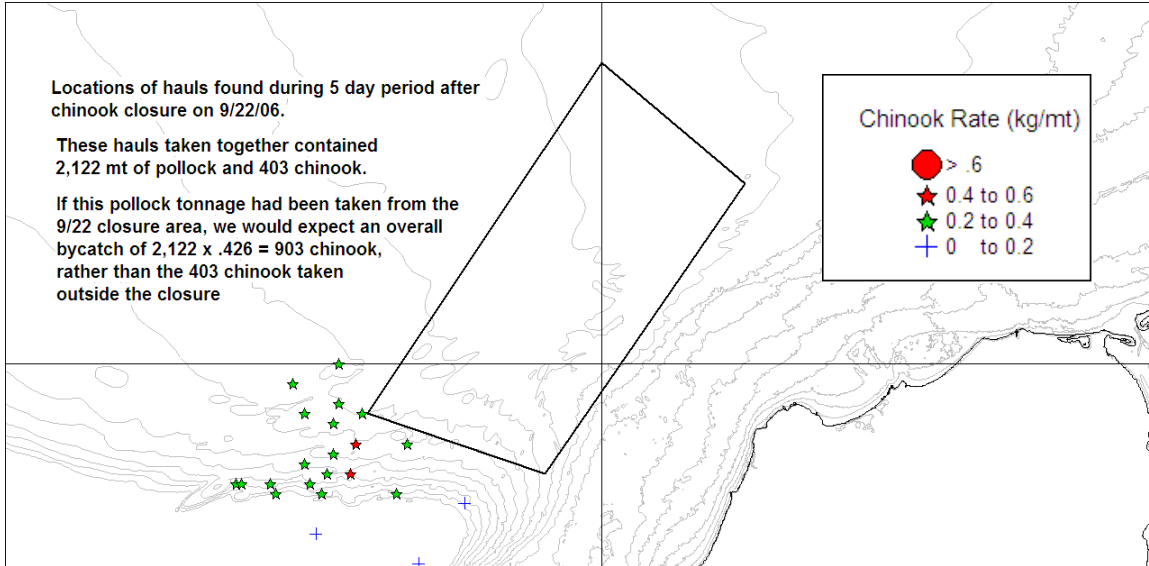 Locations of hauls found during 5 day period after
chinook closure on 9/22/06.
These hauls taken together contained
2,122 mt of pollock and 403 chinook.
If this pollock tonnage had been taken from the
9/22 closure area, we would expect an overall
bycatch of 2,122 x .426 = 903 chinook,
rather than the 403 chinook taken
outside the closure
Chinook Rate (kg/mt)
> .6
0.4 to 0.6
0.2 to 0.4
0 to 0.2